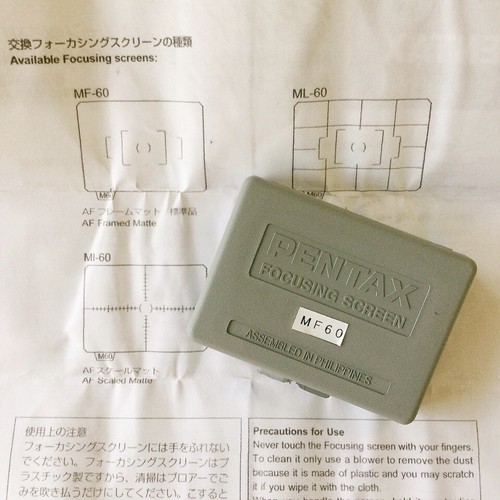 交換フォーカシングスクリーンの種類
Available Focusing screens:
MF-60
ML-60
AF フレームマット 標準品
AF Framed Matte
MI-60
M60
AF スケールマット
AF Scaled Matte
PENTAX
FOCUSING SCREEN
MF60
ASSEMBLED IN PHILIPPINES
使用上の注意
フォーカシングスクリーンには手をふれない
でください。フォーカシングスクリーンはプ
ラスチック製ですから、清掃はブロアーでご
みを吹き払うだけにしてください。こすると
Precautions for Use
Never touch the Focusing screen with your fingers.
To clean it only use a blower to remove the dust
because it is made of plastic and you may scratch
it if you wipe it with the cloth.